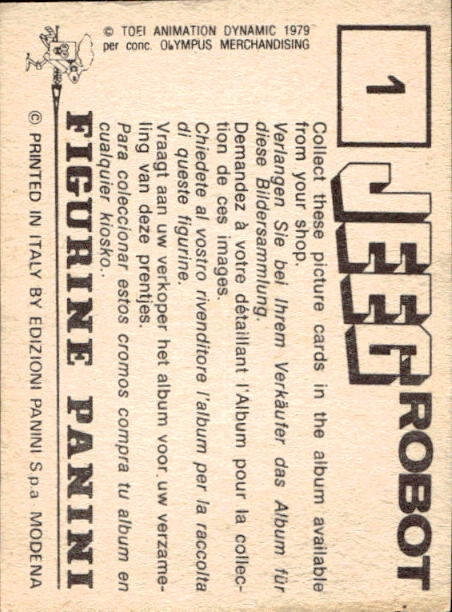 1
JEEG ROBOT
© TOEI ANIMATION DYNAMIC 1979
per conc. OLYMPUS MERCHANDISING
Collect these picture cards in the album available
from your shop.
Verlangen Sie bei Ihrem Verkäufer das Album für
diese Bildersammlung.
Demandez à votre détaillant l'Album pour la collec-
tion de ces images.
Chiedete al vostro rivenditore l'album per la raccolta
di queste figurine.
Vraagt aan uw verkoper het album voor uw verzame-
ling van deze prentjes.
Para coleccionar estos cromos compra tu album en
cualquier kiosko.
FIGURINE PANINI
© PRINTED IN ITALY BY EDIZIONI PANINI S.p.a MODENA